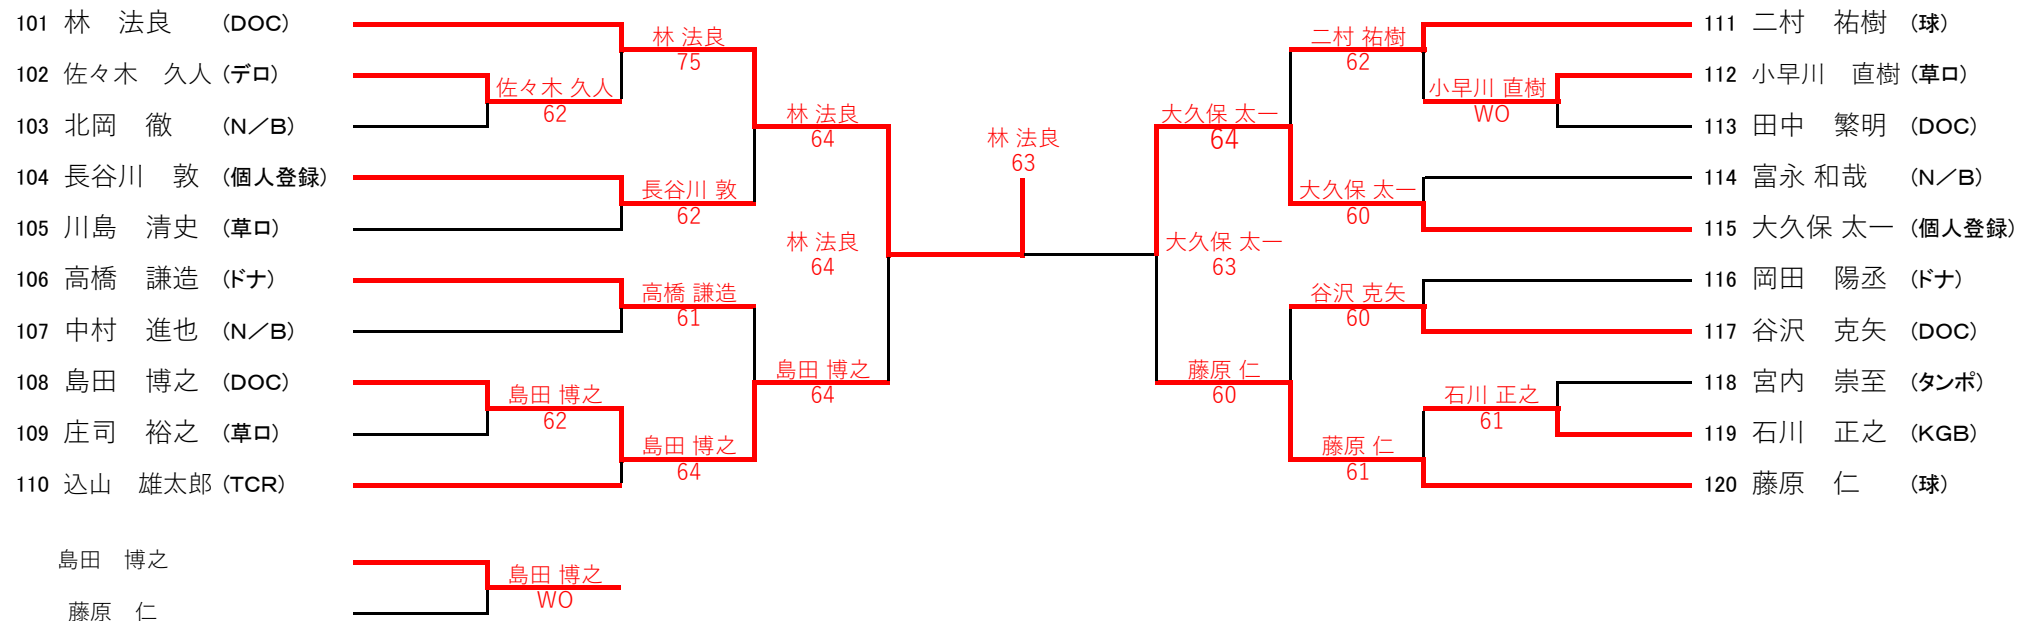 101 林　法良 (DOC)
102 佐々木　久人 (デロ)
103 北岡　徹 (N／B)
104 長谷川　敦 (個人登録)
105 川島　清史 (草ロ)
106 高橋　謙造 (ドナ)
107 中村　進也 (N／B)
108 島田　博之 (DOC)
109 庄司　裕之 (草ロ)
110 込山　雄太郎 (TCR)
佐々木 久人
62
島田 博之
62
林 法良
75
長谷川 敦
62
高橋 謙造
61
島田 博之
64
林 法良
64
島田 博之
64
林 法良
64
林 法良
63
大久保 太一
63
大久保 太一
64
藤原 仁
60
二村 祐樹
62
大久保 太一
60
谷沢 克矢
60
藤原 仁
61
小早川 直樹
WO
石川 正之
61
111 二村　祐樹 (球)
112 小早川　直樹 (草ロ)
113 田中　繁明 (DOC)
114 富永 和哉 (N／B)
115 大久保 太一 (個人登録)
116 岡田　陽丞 (ドナ)
117 谷沢　克矢 (DOC)
118 宮内　崇至 (タンポ)
119 石川　正之 (KGB)
120 藤原　仁 (球)
島田　博之
藤原　仁
島田 博之
WO